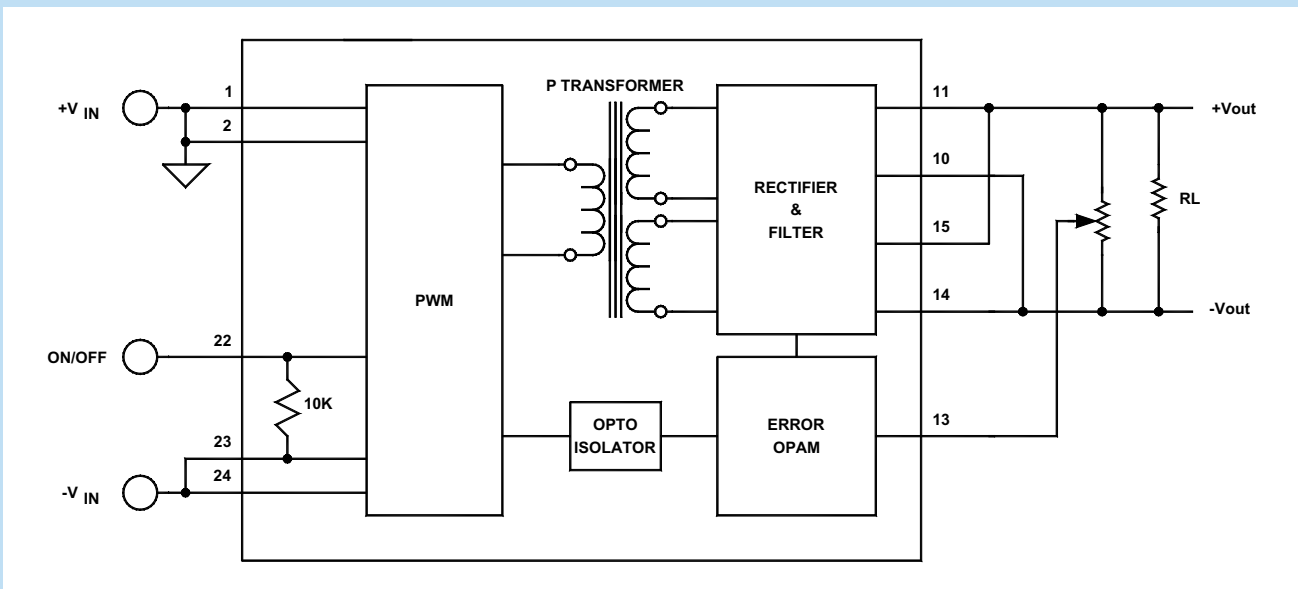 P TRANSFORMER
+V IN
1
2
11
+Vout
10
RECTIFIER
&
FILTER
RL
15
PWM
14
-Vout
ON/OFF
22
10K
OPTO
ISOLATOR
ERROR
OPAM
13
23
24
-V IN